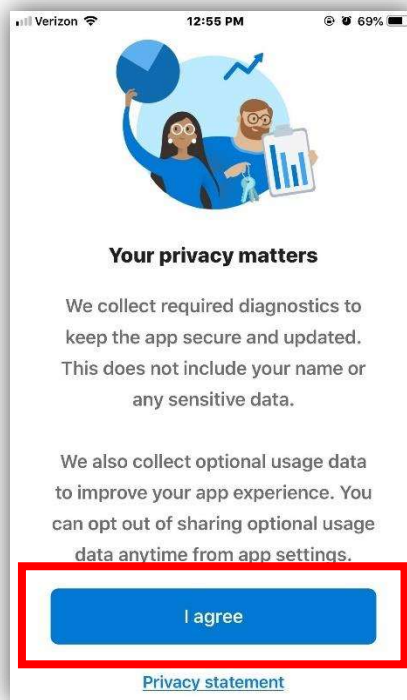 Verizon 12:55 PM 69%
Your privacy matters
We collect required diagnostics to
keep the app secure and updated.
This does not include your name or
any sensitive data.
We also collect optional usage data
to improve your app experience. You
can opt out of sharing optional usage
data anytime from app settings.
I agree
Privacy statement